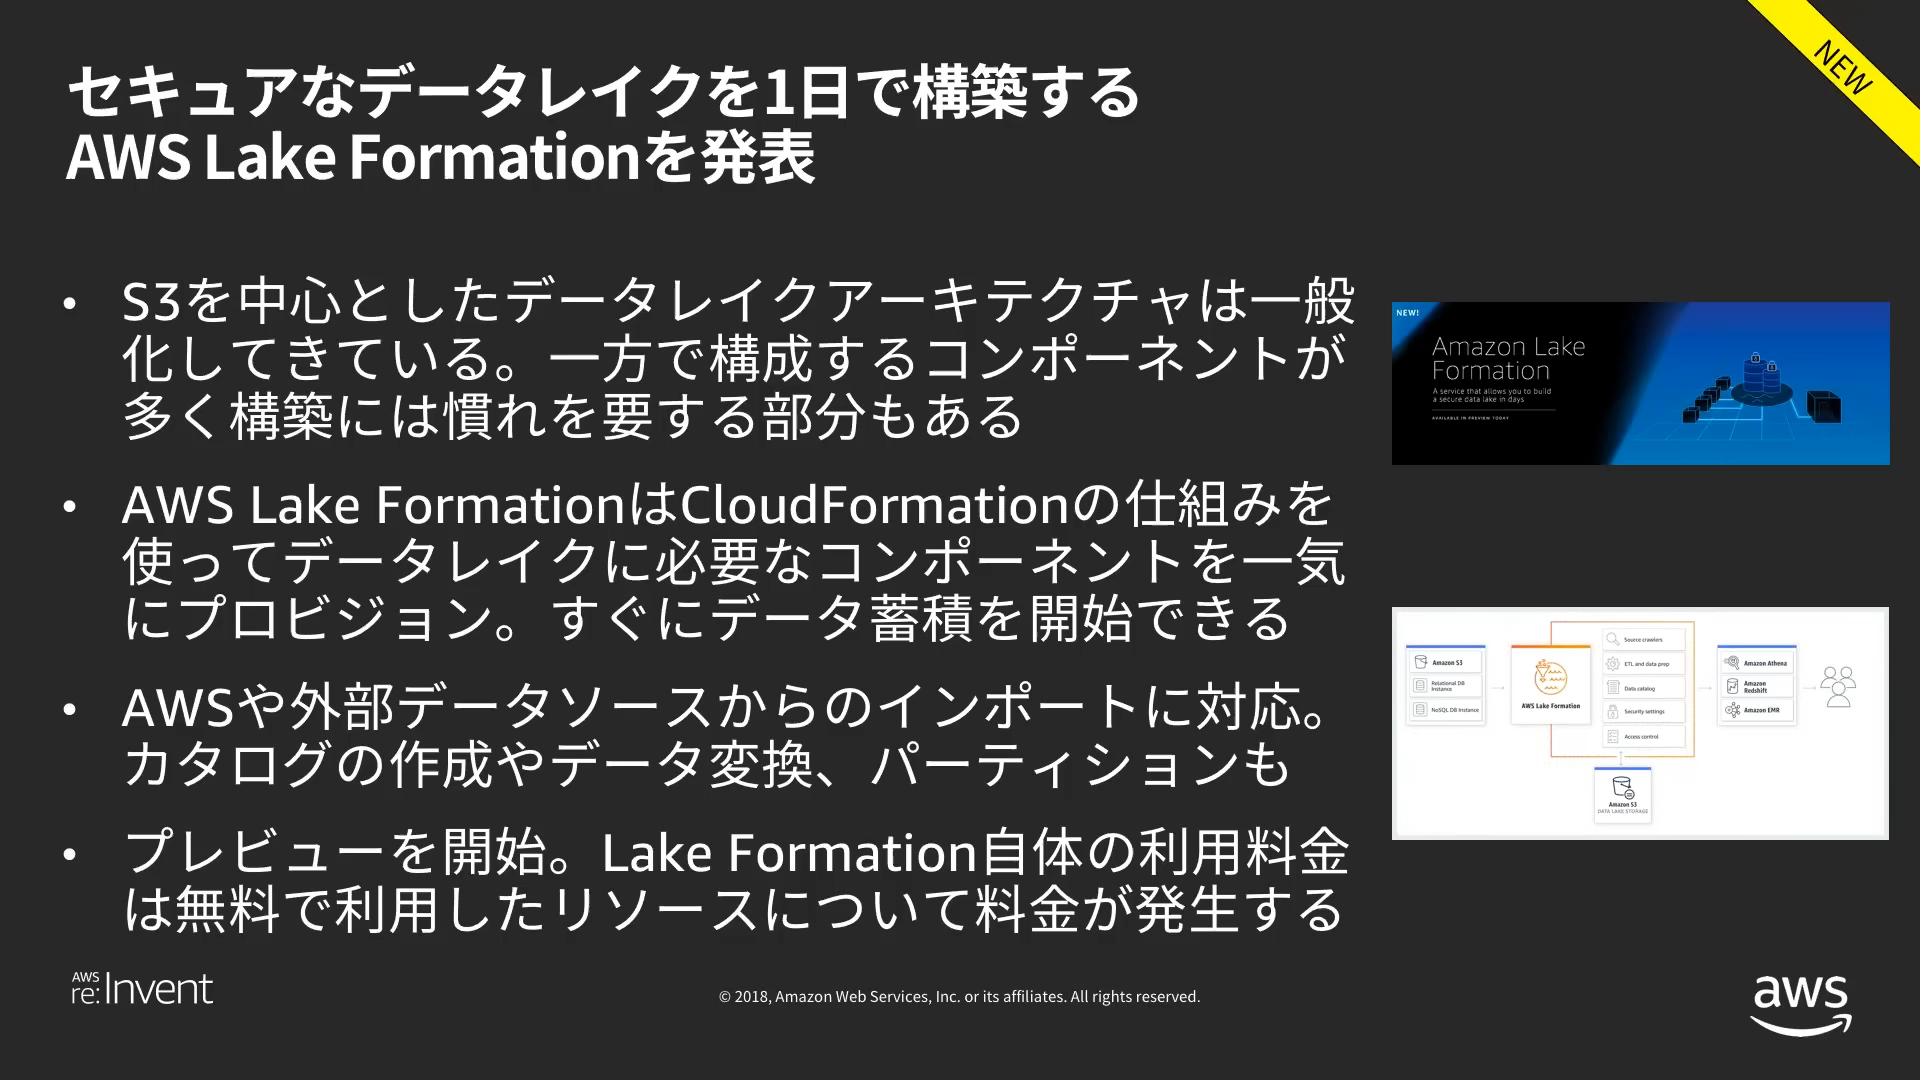 セキュアなデータレイクを1日で構築する
AWS Lake Formationを発表
NEW
• S3を中心としたデータレイクアーキテクチャは一般
化してきている。一方で構成するコンポーネントが
多く構築には慣れを要する部分もある
• AWS Lake FormationはCloudFormationの仕組みを
使ってデータレイクに必要なコンポーネントを一気
にプロビジョン。すぐにデータ蓄積を開始できる
• AWSや外部データソースからのインポートに対応。
カタログの作成やデータ変換、パーティションも
• プレビューを開始。Lake Formation自体の利用料金
は無料で利用したリソースについて料金が発生する
NEW!
Amazon Lake
Formation
A service that allows you to build
a secure data lake in days
AVAILABLE IN PREVIEW TODAY
Amazon S3
Relational DB
Instance
NoSQL DB Instance
AWS Lake Formation
Source crawlers
ETL and data prep
Data catalog
Security settings
Access control
Amazon Athena
Amazon
Redshift
Amazon EMR
Amazon S3
DATA LAKE STORAGE
AWS
re:Invent
© 2018, Amazon Web Services, Inc. or its affiliates. All rights reserved.
aws